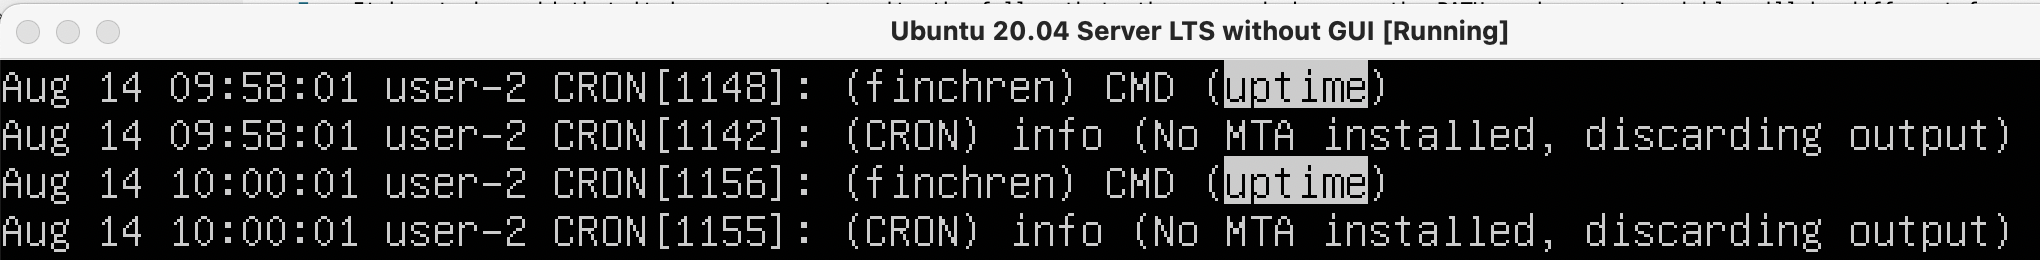 Ubuntu 20.04 Server LTS without GUI [Running]
Aug 14 09:58:01 user-2 CRON[1148]: (finchren) CMD (uptime)
Aug 14 09:58:01 user-2 CRON[1142]: (CRON) info (No MTA installed, discarding output)
Aug 14 10:00:01 user-2 CRON[1156]: (finchren) CMD (uptime)
Aug 14 10:00:01 user-2 CRON[1155]: (CRON) info (No MTA installed, discarding output)